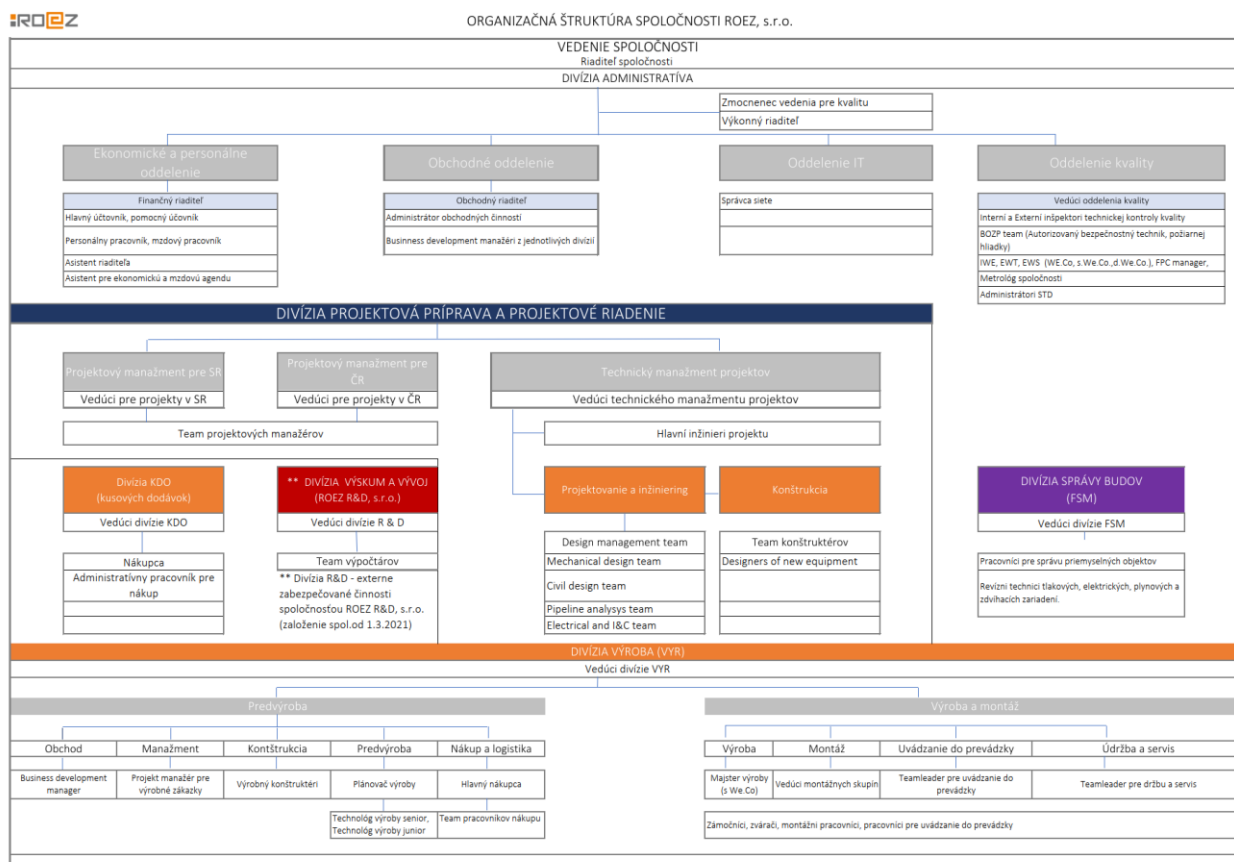 ROEZ
ORGANIZAČNÁ ŠTRUKTÚRA SPOLOČNOSTI ROEZ, s.r.o.
VEDENIE SPOLOČNOSTI
Riaditeľ spoločnosti
DIVÍZIA ADMINISTRATÍVA
Zmocnenec vedenia pre kvalitu
Výkonný riaditeľ
Ekonomické a personálne
oddelenie
Finančný riaditeľ
Hlavný účtovník, pomocný účovník
Personálny pracovník, mzdový pracovník
Asistent riaditeľa
Asistent pre ekonomickú a mzdovú agendu
Obchodné oddelenie
Obchodný riaditeľ
Administrátor obchodných činností
Businness development manažéri z jednotlivých divízií
Oddelenie IT
Správca siete
Oddelenie kvality
Vedúci oddelenia kvality
Interní a Externí inšpektori technickej kontroly kvality
BOZP team (Autorizovaný bezpečnostný technik, požiarnej
hliadky)
IWE, EWT, EWS (WE.Co, s.We.Co.,d.We.Co.), FPC manager,
Metrológ spoločnosti
Administrátori STD
DIVÍZIA PROJEKTOVÁ PRÍPRAVA A PROJEKTOVÉ RIADENIE
Projektový manažment pre SR
Vedúci pre projekty v SR
Projektový manažment pre
ČR
Vedúci pre projekty v ČR
Team projektových manažérov
Technický manažment projektov
Vedúci technického manažmentu projektov
Hlavní inžinieri projektu
Divízia KDO
(kusových dodávok)
Vedúci divízie KDO
Nákupca
Administratívny pracovník pre
nákup
** DIVÍZIA VÝSKUM A VÝVOJ
(ROEZ R&D, s.r.o.)
Vedúci divízie R & D
Team výpočtárov
** Divízia R&D - externe
zabezpečované činnosti
spoločnosťou ROEZ R&D, s.r.o.
(založenie spol.od 1.3.2021)
Projektovanie a inžiniering
Design management team
Mechanical design team
Civil design team
Pipeline analysys team
Electrical and I&C team
Konštrukcia
Team konštruktérov
Designers of new equipment
DIVÍZIA SPRÁVY BUDOV
(FSM)
Vedúci divízie FSM
Pracovníci pre správu priemyselných objektov
Revízni technici tlakových, elektrických, plynových a
zdvíhacích zariadení.
DIVÍZIA VÝROBA (VYR)
Vedúci divízie VYR
Predvýroba
Výroba a montáž
Obchod
Manažment
Kontštrukcia
Predvýroba
Nákup a logistika
Výroba
Montáž
Uvádzanie do prevádzky
Údržba a servis
Business development
manager
Projekt manažér pre
výrobné zákazky
Výrobný konštruktéri
Plánovač výroby
Hlavný nákupca
Majster výroby
(s We.Co)
Vedúci montážnych skupín
Teamleader pre uvádzanie do
prevádzky
Teamleader pre držbu a servis
Technológ výroby senior,
Technológ výroby junior
Team pracovníkov nákupu
Zámočníci, zvárači, montážni pracovníci, pracovníci pre uvádzanie do prevádzky